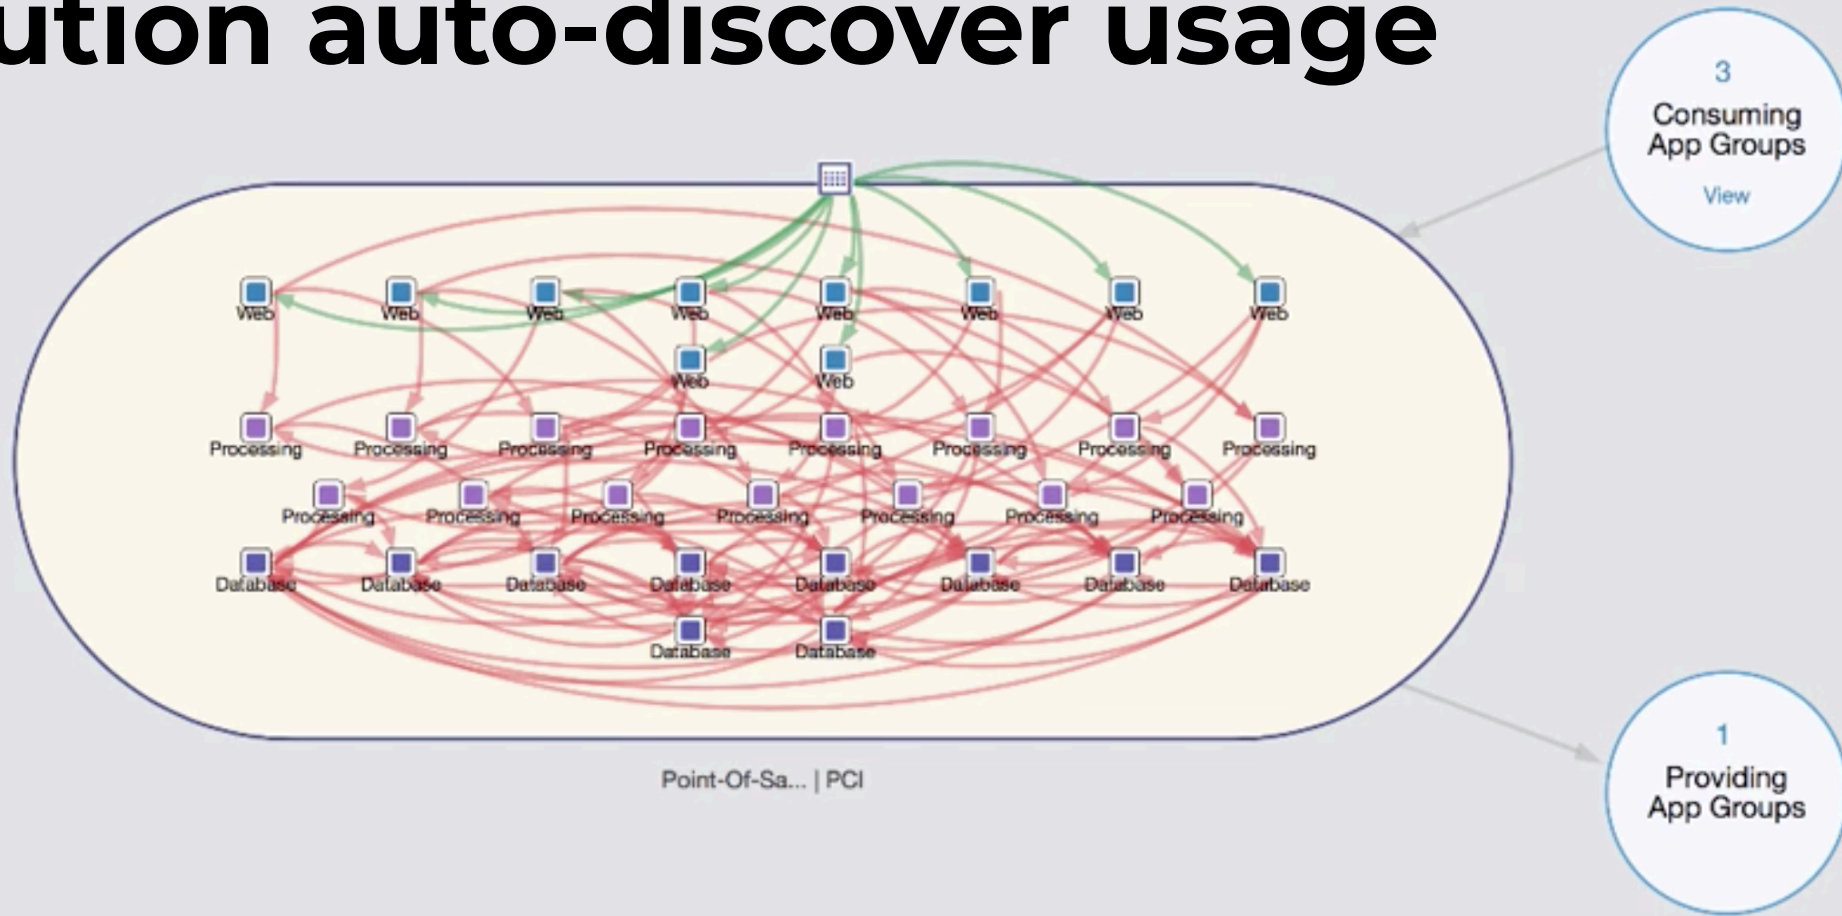 ution auto-discover usage
3
Consuming
App Groups
View
Web Web Web Web Web Web Web Web
Web Web
Processing Processing Processing Processing Processing Processing Processing Processing
Processing Processing Processing Processing Processing Processing Processing
Database Database Database Database Database Database Database Database
Database Database
Point-Of-Sa... | PCI
1
Providing
App Groups